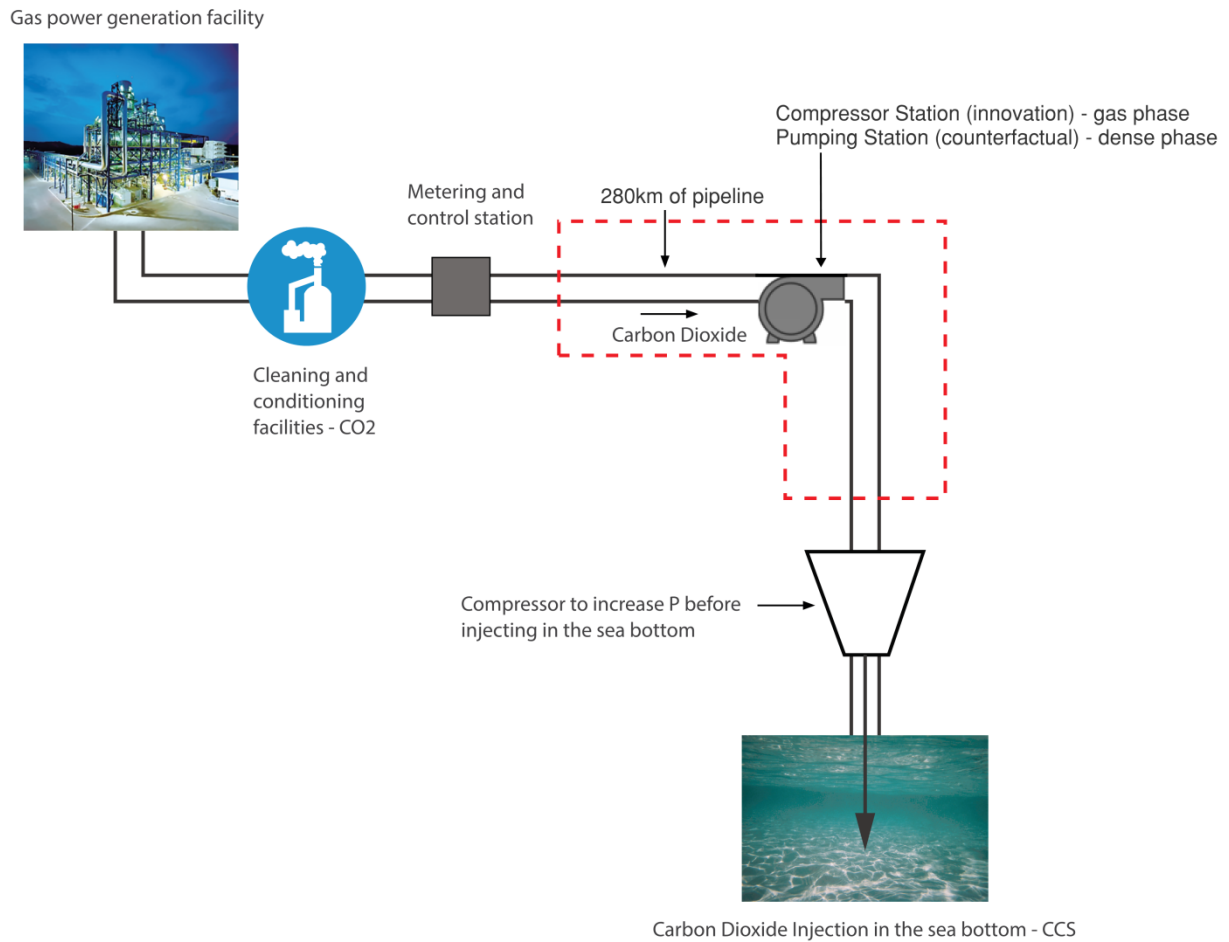 Gas power generation facility
Compressor Station (innovation) - gas phase
Pumping Station (counterfactual) - dense phase
Metering and
control station
280km of pipeline
Carbon Dioxide
Cleaning and
conditioning
facilities - CO2
Compressor to increase P before
injecting in the sea bottom
Carbon Dioxide Injection in the sea bottom - CCS